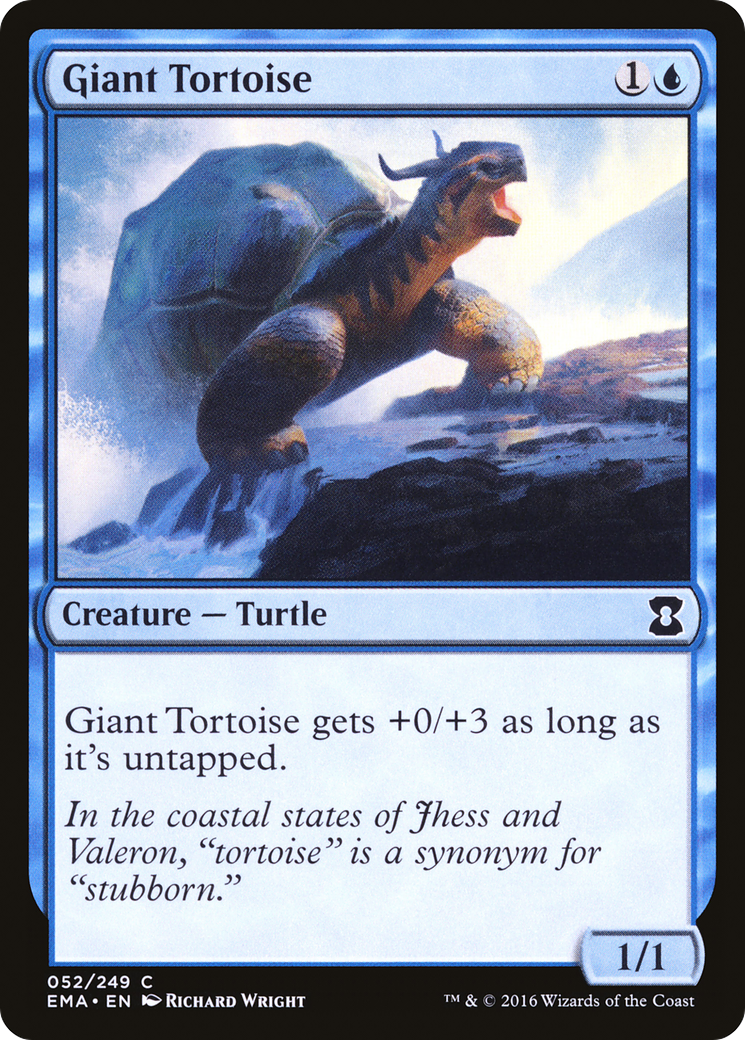 Giant Tortoise 1
Creature — Turtle
Giant Tortoise gets +0/+3 as long as
it's untapped.
In the coastal states of Jhess and
Valeron, “tortoise” is a synonym for
“stubborn.”
1/1
052/249 C
EMA • EN Richard Wright
™ & © 2016 Wizards of the Coast